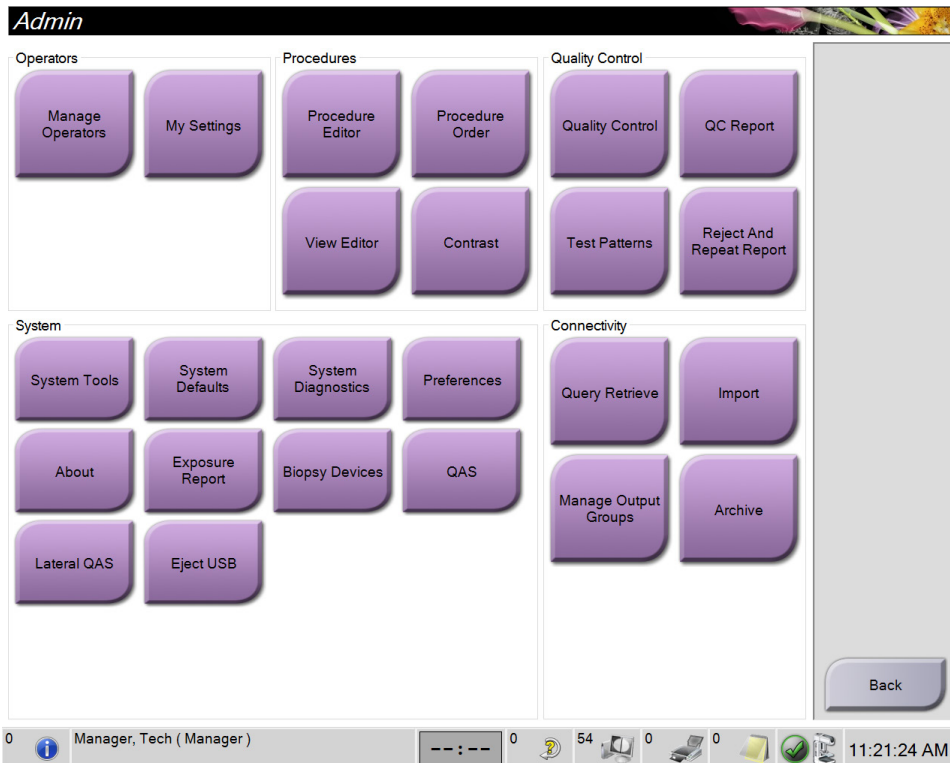 Admin
Operators
Manage
Operators
My Settings
Procedures
Procedure
Editor
Procedure
Order
View Editor
Contrast
Quality Control
Quality Control
QC Report
Test Patterns
Reject And
Repeat Report
System
System Tools
System
Defaults
System
Diagnostics
Preferences
About
Exposure
Report
Biopsy Devices
QAS
Lateral QAS
Eject USB
Connectivity
Query Retrieve
Import
Manage Output
Groups
Archive
Back
0
Manager, Tech ( Manager )
--:--
0
54
0
0
11:21:24 AM